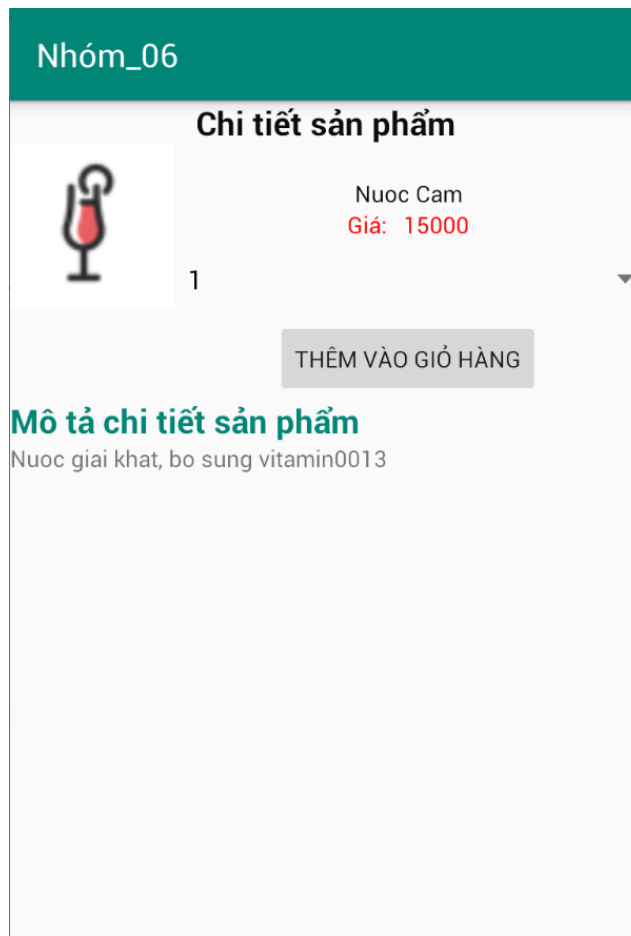 Nhóm_06
Chi tiết sản phẩm
Nuoc Cam
Giá: 15000
1
THÊM VÀO GIỎ HÀNG
Mô tả chi tiết sản phẩm
Nuoc giai khat, bo sung vitamin0013